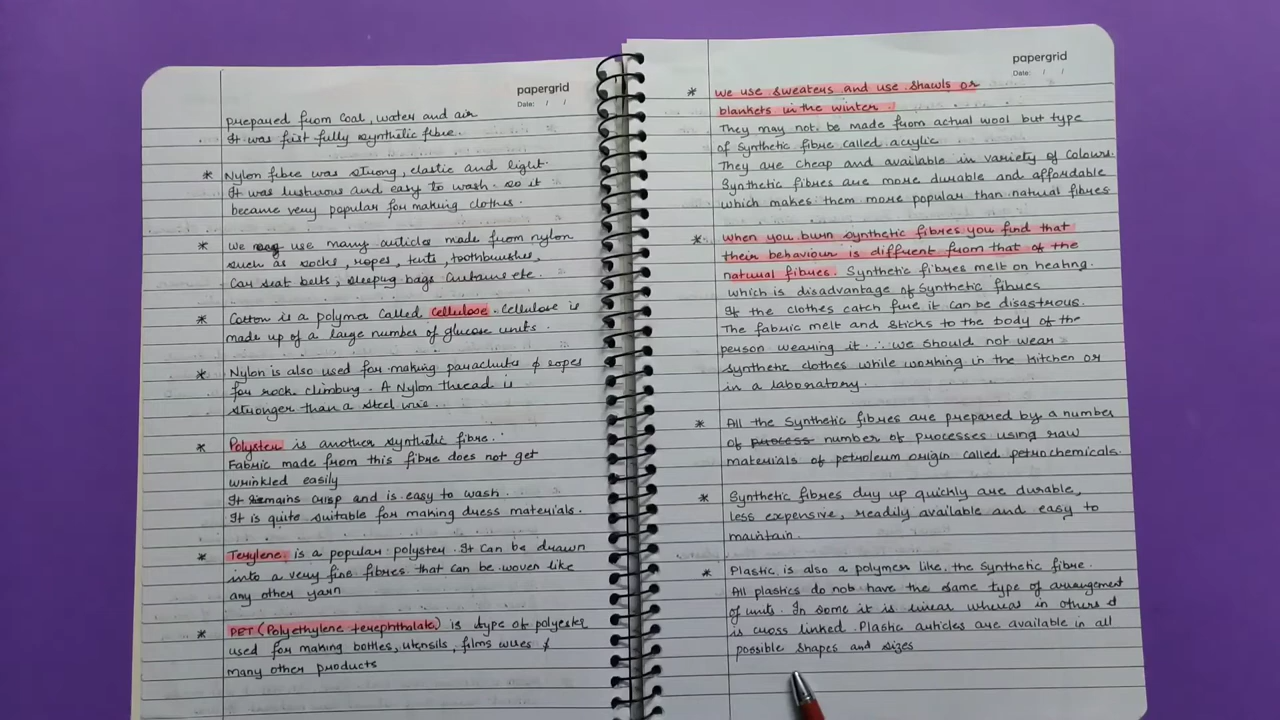 papergrid
Date: / /
prepared from Coal, water and air
It was first fully synthetic fibre.
* Nylon fibre was strong, elastic and light.
It was lustrous and easy to wash. so it
became very popular for making clothes.
* We use many articles made from nylon
such as socks, ropes, tents, toothbrushes,
Car seat belts, sleeping bags Curtains etc.
* Cotton is a polymer called cellulose. Cellulose is
made up of a large number of glucose units.
* Nylon is also used for making parachutes & ropes
for rock climbing. A Nylon thread is
stronger than a steel wire.
* Polyster is another synthetic fibre.
Fabric made from this fibre does not get
wrinkled easily
It remains crisp and is easy to wash.
It is quite suitable for making dress materials.
* Terylene is a popular polyster. It can be drawn
into a very fine fibres that can be woven like
any other yarn
* PET (Polyethylene terephthalate) is type of polyester
used for making bottles, utensils, films wires &
many other products
papergrid
Date: / /
* We use sweaters and use shawls or
blankets in the winter.
They may not be made from actual wool but type
of Synthetic fibre called acylic
They are cheap and available in variety of Colours.
Synthetic fibres are more durable and affordable
which makes them more popular than natural fibres
* when you burn synthetic fibres you find that
their behaviour is different from that of the
natural fibres. Synthetic fibres melt on heating.
which is disadvantage of Synthetic fibres
If the clothes catch fire it can be disastrous.
The fabric melt and sticks to the body of the
person wearing it ∴ we should not wear
synthetic clothes while working in the Kitchen or
in a laboratory.
* All the Synthetic fibres are prepared by a number
of process number of processes using raw
materials of petroleum origin called petrochemicals.
* Synthetic fibres dry up quickly are durable,
less expensive, readily available and easy to
maintain.
* Plastic is also a polymer like the Synthetic fibre.
All plastics do not have the same type of arrangement
of units. In some it is linear whereas in others it
is cross linked. Plastic articles are available in all
possible shapes and sizes